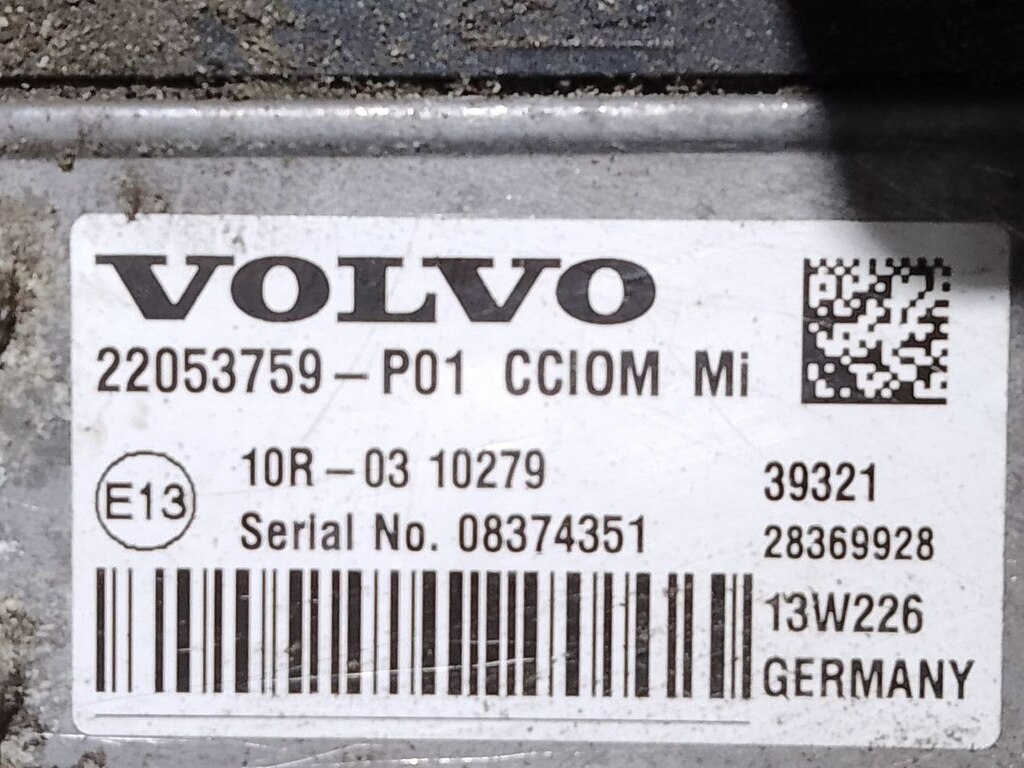 VOLVO
22053759-P01 CCIOM Mi
10R-03 10279
E13
Serial No. 08374351
39321
28369928
13W226
GERMANY